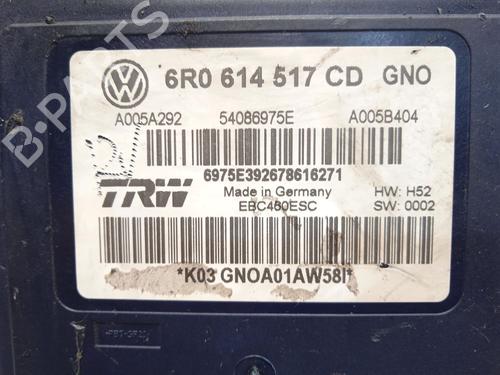 6R0 614 517 CD GNO
A005A292 54086975E A005B404
6975E392678616271
TRW
Made in Germany HW: H52
EBC460ESC SW: 0002
*K03 GNOA01AW58I*
B-PARTS